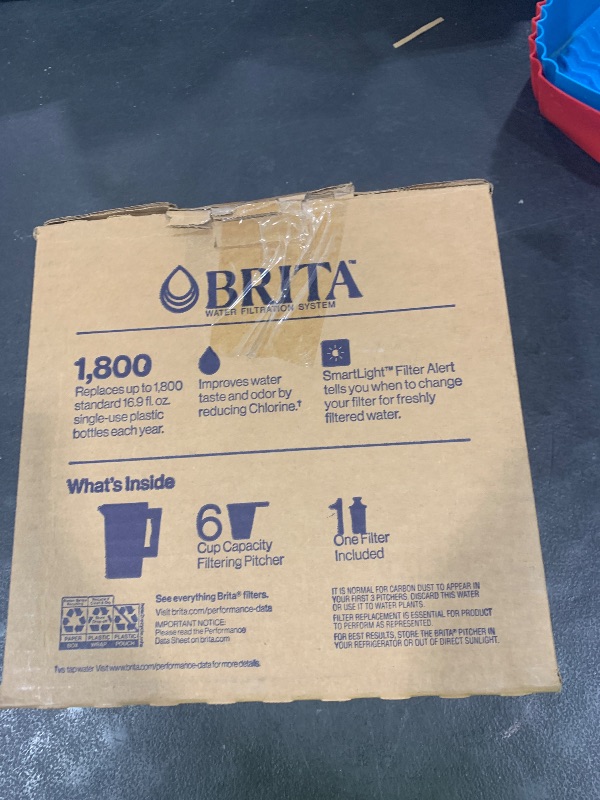 BRITA™
WATER FILTRATION SYSTEM
1,800
Replaces up to 1,800
standard 16.9 fl. oz.
single-use plastic
bottles each year.
Improves water
taste and odor by
reducing Chlorine.†
SmartLight™ Filter Alert
tells you when to change
your filter for freshly
filtered water.
What's Inside
6
Cup Capacity
Filtering Pitcher
1
One Filter
Included
PAPER
BOX
PLASTIC
WRAP
PLASTIC
POUCH
See everything Brita® filters.
Visit brita.com/performance-data
IMPORTANT NOTICE:
Please read the Performance
Data Sheet on brita.com
IT IS NORMAL FOR CARBON DUST TO APPEAR IN
YOUR FIRST 3 PITCHERS. DISCARD THIS WATER
OR USE IT TO WATER PLANTS.
FILTER REPLACEMENT IS ESSENTIAL FOR PRODUCT
TO PERFORM AS REPRESENTED.
FOR BEST RESULTS, STORE THE BRITA® PITCHER IN
YOUR REFRIGERATOR OR OUT OF DIRECT SUNLIGHT.
tap water. Visit www.brita.com/performance-data for more details.